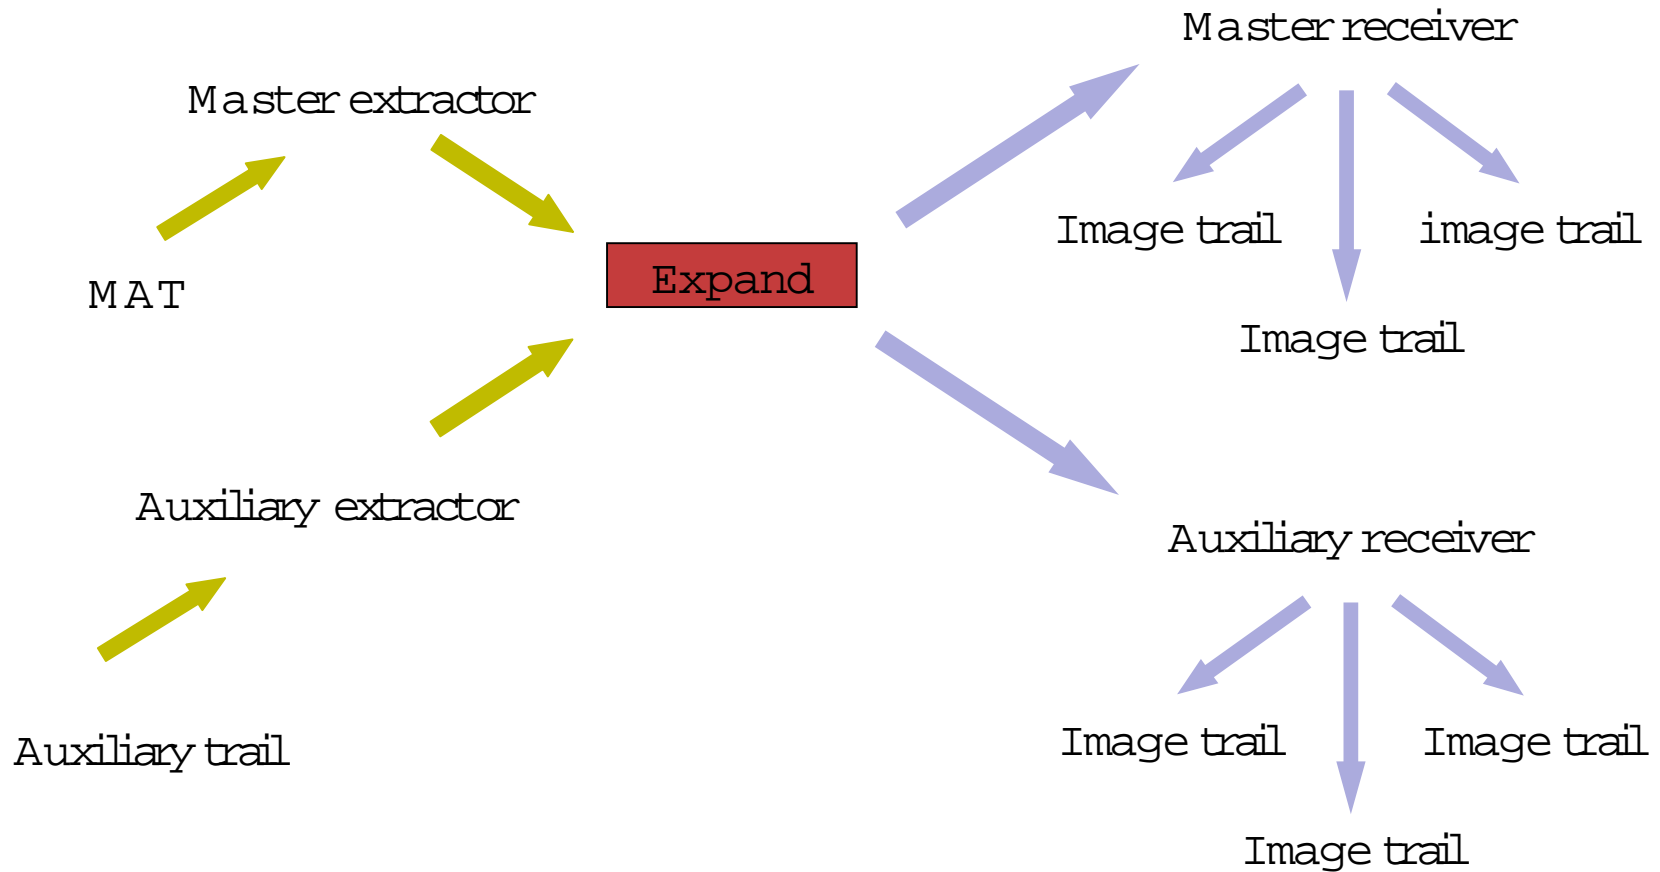 Master receiver
Master extractor
Image trail
image trail
Expand
MAT
Image trail
Auxiliary extractor
Auxiliary receiver
Auxiliary trail
Image trail
Image trail
Image trail